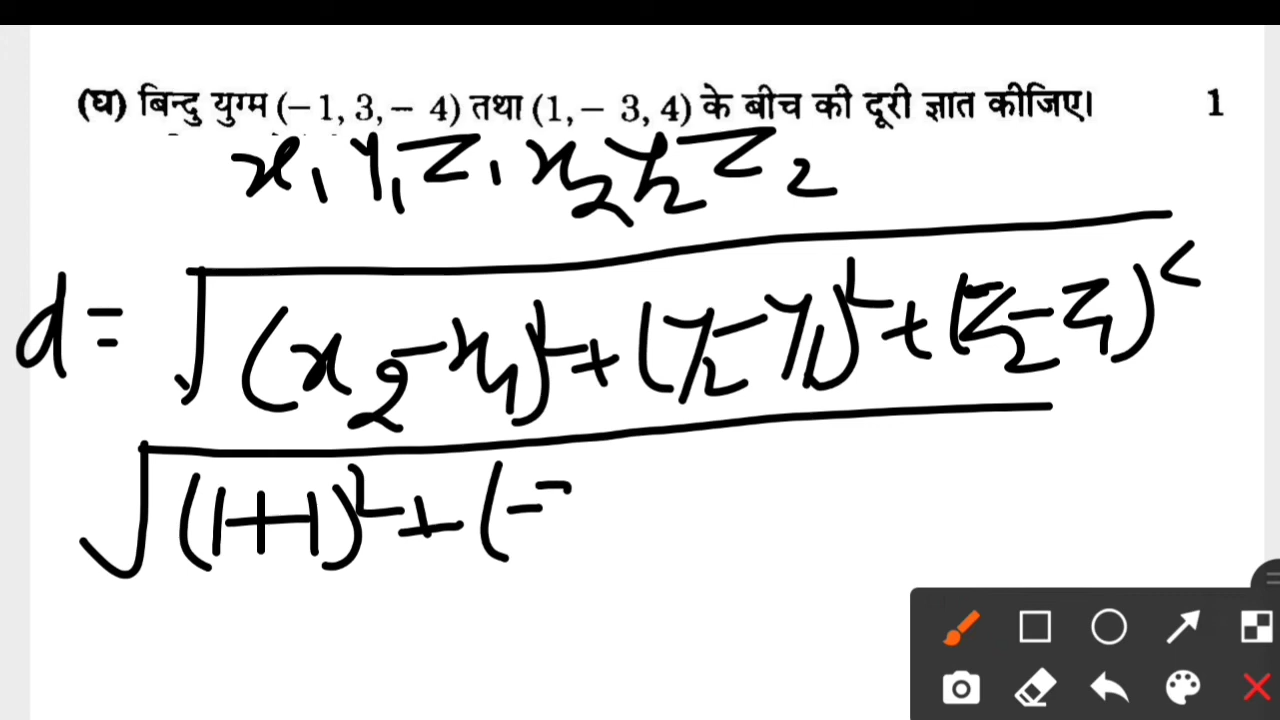 (घ) बिन्दु युग्म (– 1, 3, – 4) तथा (1, – 3, 4) के बीच की दूरी ज्ञात कीजिए। 1
x₁ y₁ z₁ x₂ y₂ z₂
d = √(x₂-x₁)²+(y₂-y₁)²+(z₂-z₁)²
√(1+1)²+(-